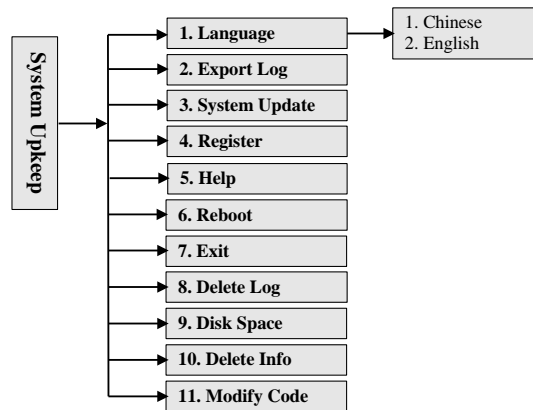 System Upkeep
1. Language
1. Chinese
2. English
2. Export Log
3. System Update
4. Register
5. Help
6. Reboot
7. Exit
8. Delete Log
9. Disk Space
10. Delete Info
11. Modify Code